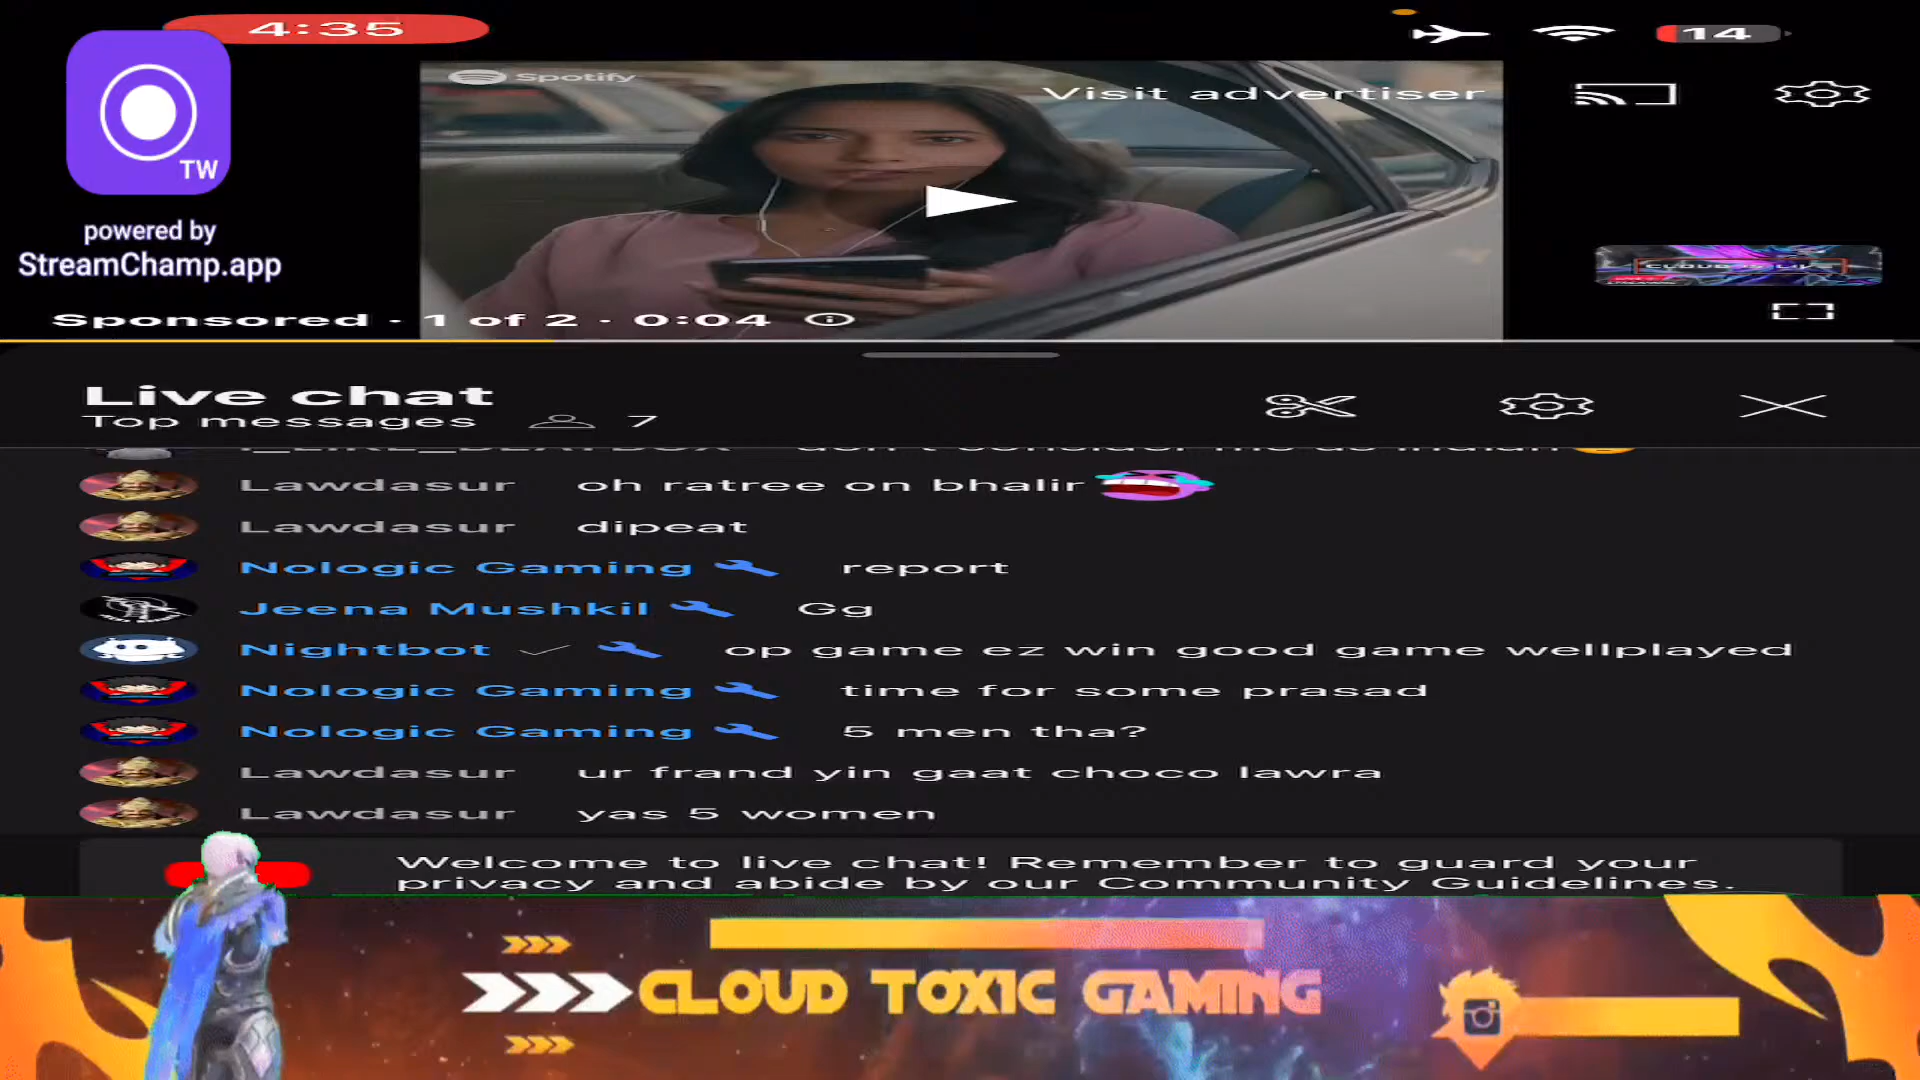 4:35
14
TW
powered by
StreamChamp.app
Spotify
Visit advertiser
Sponsored · 1 of 2 · 0:04
Live chat
Top messages 7
Lawdasur oh ratree on bhalir
Lawdasur dipeat
Nologic Gaming report
Jeena Mushkil Gg
Nightbot op game ez win good game wellplayed
Nologic Gaming time for some prasad
Nologic Gaming 5 men tha?
Lawdasur ur frand yin gaat choco lawra
Lawdasur yas 5 women
Welcome to live chat! Remember to guard your
privacy and abide by our Community Guidelines.
CLOUD TOXIC GAMING